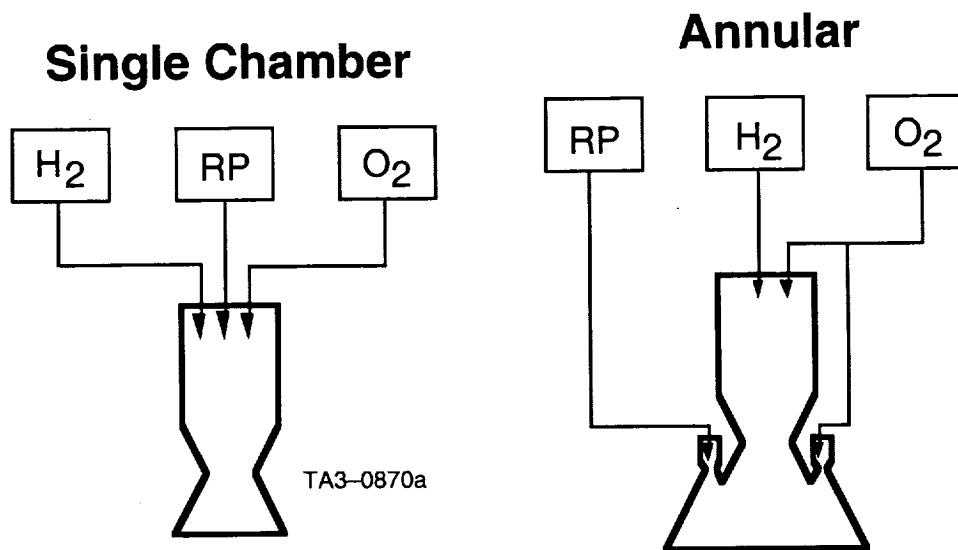 Single Chamber
H2
RP
O2
TA3–0870a
Annular
RP
H2
O2